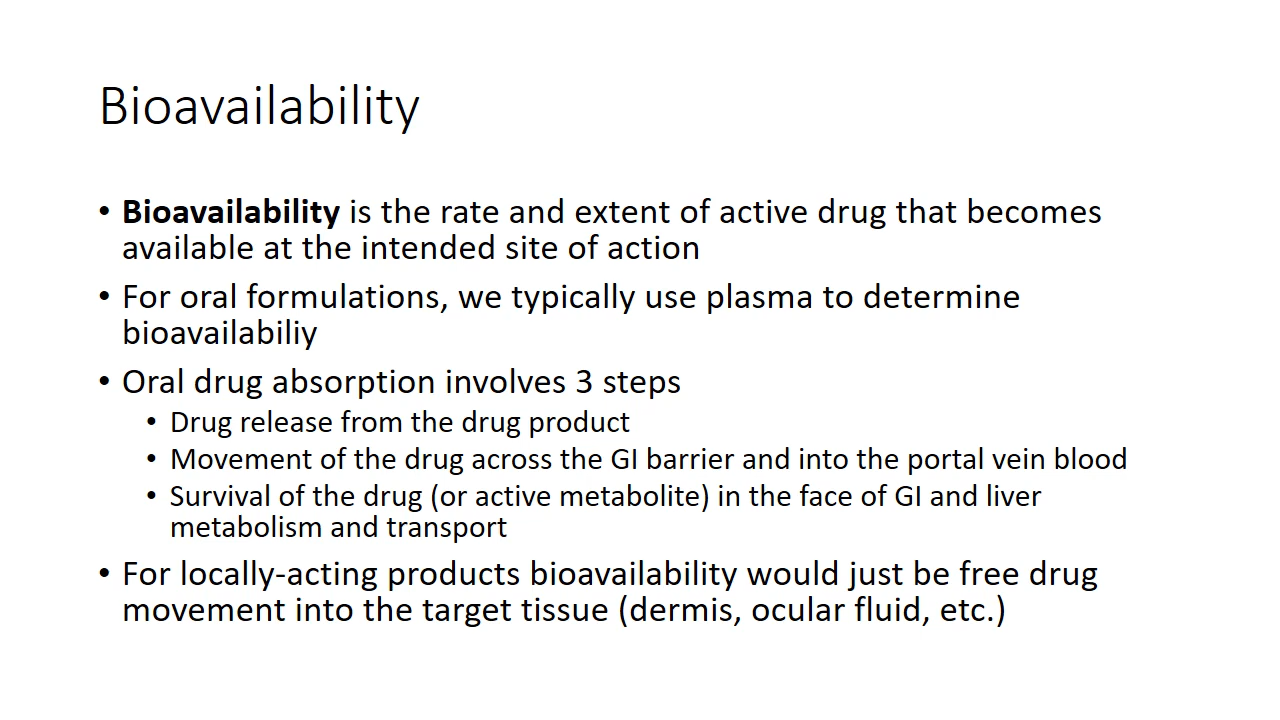 Bioavailability
• Bioavailability is the rate and extent of active drug that becomes
available at the intended site of action
• For oral formulations, we typically use plasma to determine
bioavailabiliy
• Oral drug absorption involves 3 steps
• Drug release from the drug product
• Movement of the drug across the GI barrier and into the portal vein blood
• Survival of the drug (or active metabolite) in the face of GI and liver
metabolism and transport
• For locally-acting products bioavailability would just be free drug
movement into the target tissue (dermis, ocular fluid, etc.)